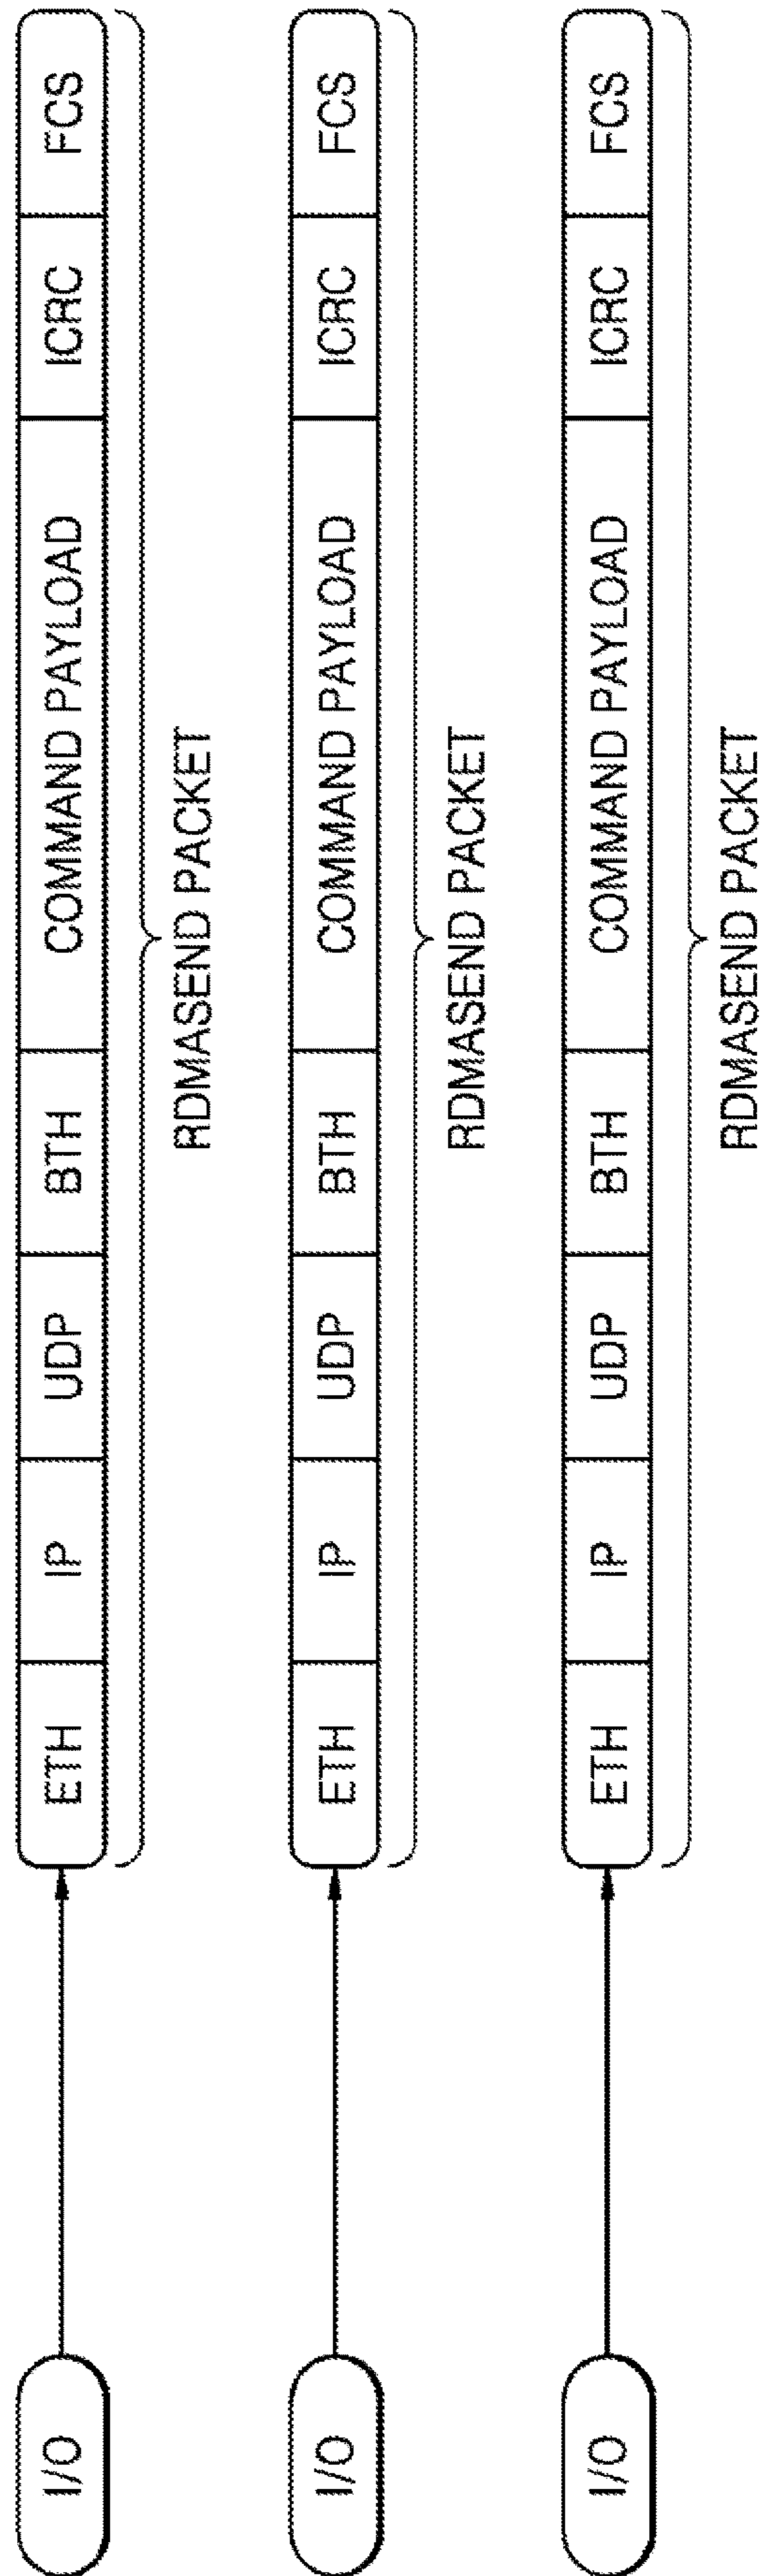 I/O
ETH
IP
UDP
BTH
COMMAND PAYLOAD
ICRC
FCS
RDMASEND PACKET
I/O
ETH
IP
UDP
BTH
COMMAND PAYLOAD
ICRC
FCS
RDMASEND PACKET
I/O
ETH
IP
UDP
BTH
COMMAND PAYLOAD
ICRC
FCS
RDMASEND PACKET